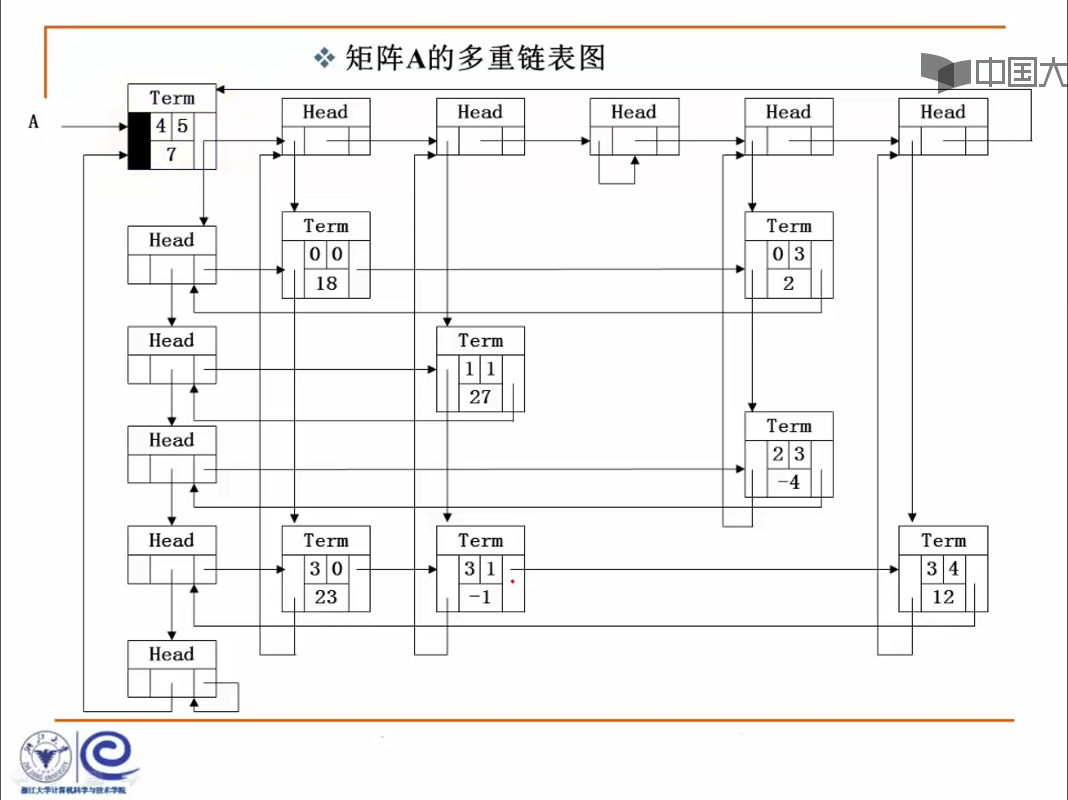 ❖ 矩阵A的多重链表图
中国大
A
Term
4 5
7
Head
Head
Head
Head
Head
Head
Term
0 0
18
Term
0 3
2
Head
Term
1 1
27
Head
Term
2 3
-4
Head
Term
3 0
23
Term
3 1
-1
Term
3 4
12
Head
浙江大学计算机科学与技术学院